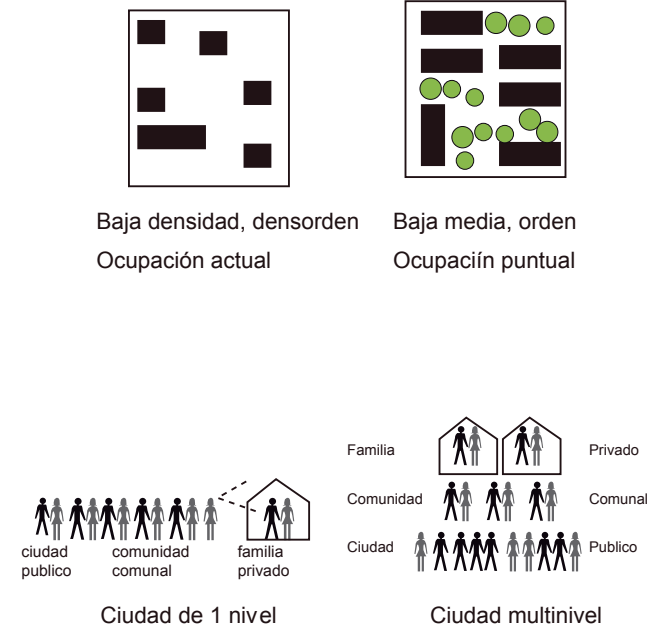 Baja densidad, densorden
Ocupación actual
Baja media, orden
Ocupaciín puntual
Familia
Privado
Comunidad
Comunal
Ciudad
Publico
ciudad
publico
comunidad
comunal
familia
privado
Ciudad de 1 nivel
Ciudad multinivel